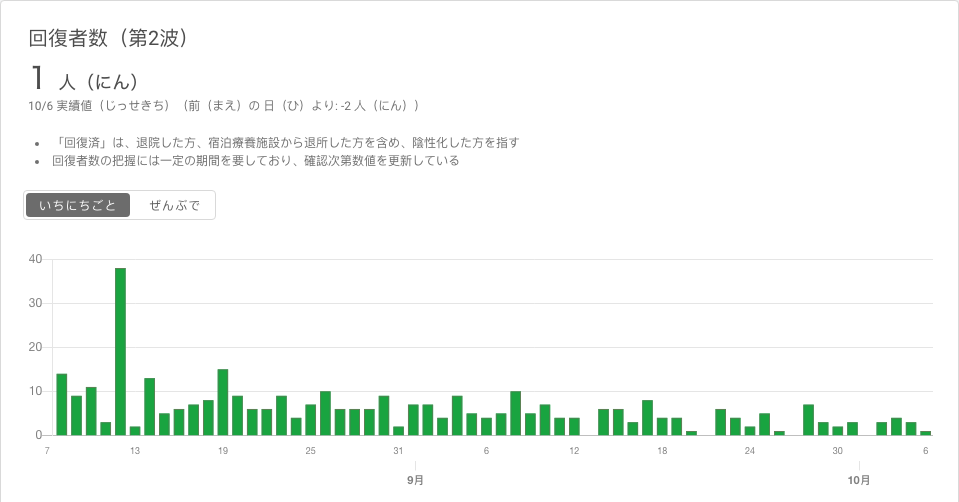 回復者数（第2波）
1 人（にん）
10/6 実績値（じっせきち）（前（まえ）の 日（ひ）より: -2 人（にん））
• 「回復済」は、退院した方、宿泊療養施設から退所した方を含め、陰性化した方を指す
• 回復者数の把握には一定の期間を要しており、確認次第数値を更新している
いちにちごと ぜんぶで
40
30
20
10
0
7 13 19 25 31 6 12 18 24 30 6
9月 10月